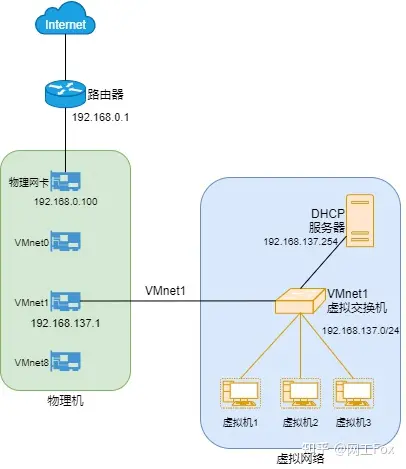 Internet
路由器
192.168.0.1
物理网卡
192.168.0.100
VMnet0
VMnet1
192.168.137.1
VMnet8
物理机
VMnet1
DHCP
服务器
192.168.137.254
VMnet1
虚拟交换机
192.168.137.0/24
虚拟机1
虚拟机2
虚拟机3
虚拟网络
知乎 @网工Fox